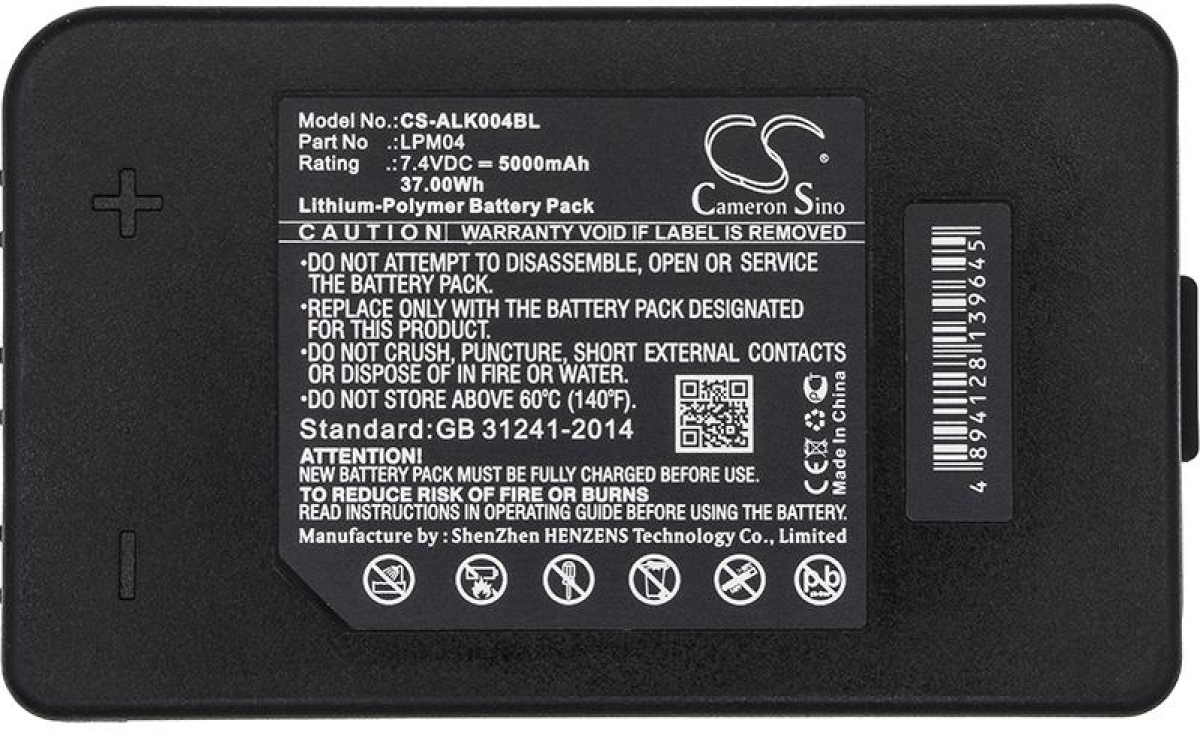 Model No.:CS-ALK004BL
Part No .:LPM04
Rating .:7.4VDC = 5000mAh
37.00Wh
Lithium-Polymer Battery Pack
CS®
Cameron Sino
CAUTION| WARRANTY VOID IF LABEL IS REMOVED
•DO NOT ATTEMPT TO DISASSEMBLE, OPEN OR SERVICE
THE BATTERY PACK.
•REPLACE ONLY WITH THE BATTERY PACK DESIGNATED
FOR THIS PRODUCT.
•DO NOT CRUSH, PUNCTURE, SHORT EXTERNAL CONTACTS
OR DISPOSE OF IN FIRE OR WATER.
•DO NOT STORE ABOVE 60℃ (140℉).
Standard:GB 31241-2014
ATTENTION!
NEW BATTERY PACK MUST BE FULLY CHARGED BEFORE USE.
TO REDUCE RISK OF FIRE OR BURNS
READ INSTRUCTIONS IN OPERATING GUIDE BEFORE USING THE BATTERY.
Manufacture by : ShenZhen HENZENS Technology Co., Limited
CE
Made In China
Pb
4 894128 139645
+
−